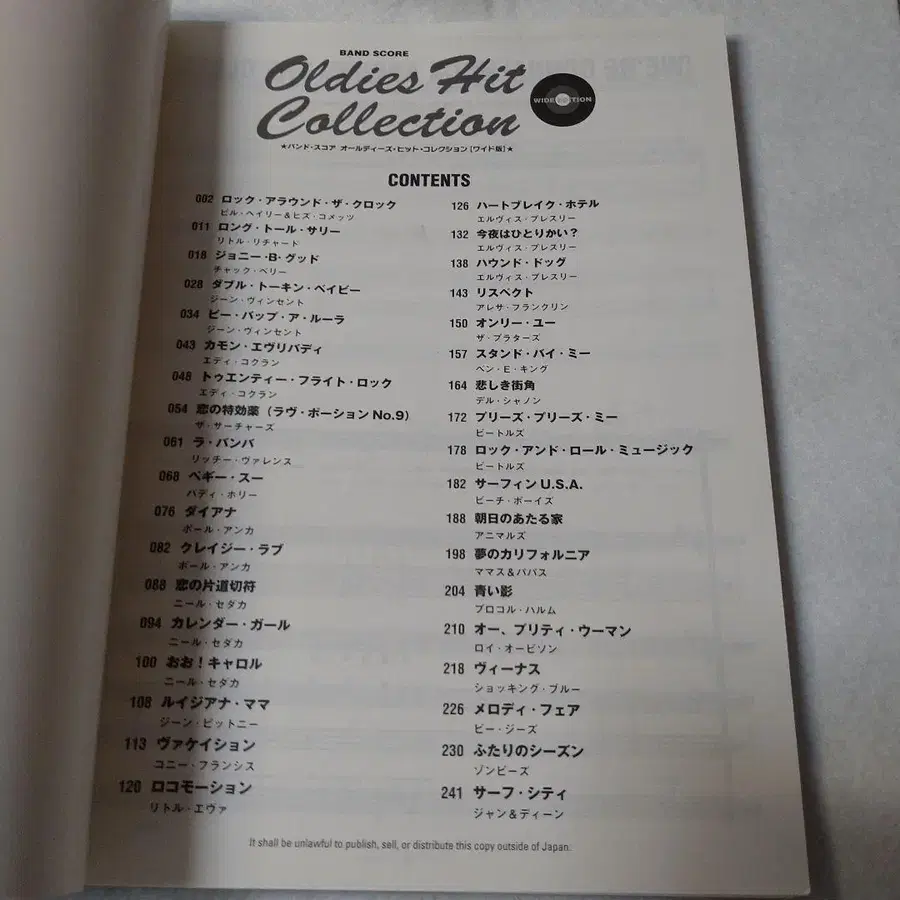 BAND SCORE
Oldies Hit
Collection
WIDE EDITION
★バンド・スコア オールディーズ・ヒット・コレクション[ワイド版]★
CONTENTS
002 ロック・アラウンド・ザ・クロック
ビル・ヘイリー&ヒズ・コメッツ
011 ロング・トール・サリー
リトル・リチャード
018 ジョニー・B・グッド
チャック・ベリー
028 ダブル・トーキン・ベイビー
ジーン・ヴィンセント
034 ビー・バップ・ア・ルーラ
ジーン・ヴィンセント
043 カモン・エヴリバディ
エディ・コクラン
048 トゥエンティー・フライト・ロック
エディ・コクラン
054 恋の特効薬(ラヴ・ポーション No.9)
ザ・サーチャーズ
061 ラ・バンバ
リッチー・ヴァレンス
068 ペギー・スー
バディ・ホリー
076 ダイアナ
ポール・アンカ
082 クレイジー・ラブ
ポール・アンカ
088 恋の片道切符
ニール・セダカ
094 カレンダー・ガール
ニール・セダカ
100 おお!キャロル
ニール・セダカ
108 ルイジアナ・ママ
ジーン・ピットニー
113 ヴァケイション
コニー・フランシス
120 ロコモーション
リトル・エヴァ
126 ハートブレイク・ホテル
エルヴィス・プレスリー
132 今夜はひとりかい?
エルヴィス・プレスリー
138 ハウンド・ドッグ
エルヴィス・プレスリー
143 リスペクト
アレサ・フランクリン
150 オンリー・ユー
ザ・プラターズ
157 スタンド・バイ・ミー
ベン・E・キング
164 悲しき街角
デル・シャノン
172 プリーズ・プリーズ・ミー
ビートルズ
178 ロック・アンド・ロール・ミュージック
ビートルズ
182 サーフィン U.S.A.
ビーチ・ボーイズ
188 朝日のあたる家
アニマルズ
198 夢のカリフォルニア
ママス&パパス
204 青い影
プロコル・ハルム
210 オー、プリティ・ウーマン
ロイ・オービソン
218 ヴィーナス
ショッキング・ブルー
226 メロディ・フェア
ビー・ジーズ
230 ふたりのシーズン
ゾンビーズ
241 サーフ・シティ
ジャン&ディーン
It shall be unlawful to publish, sell, or distribute this copy outside of Japan.